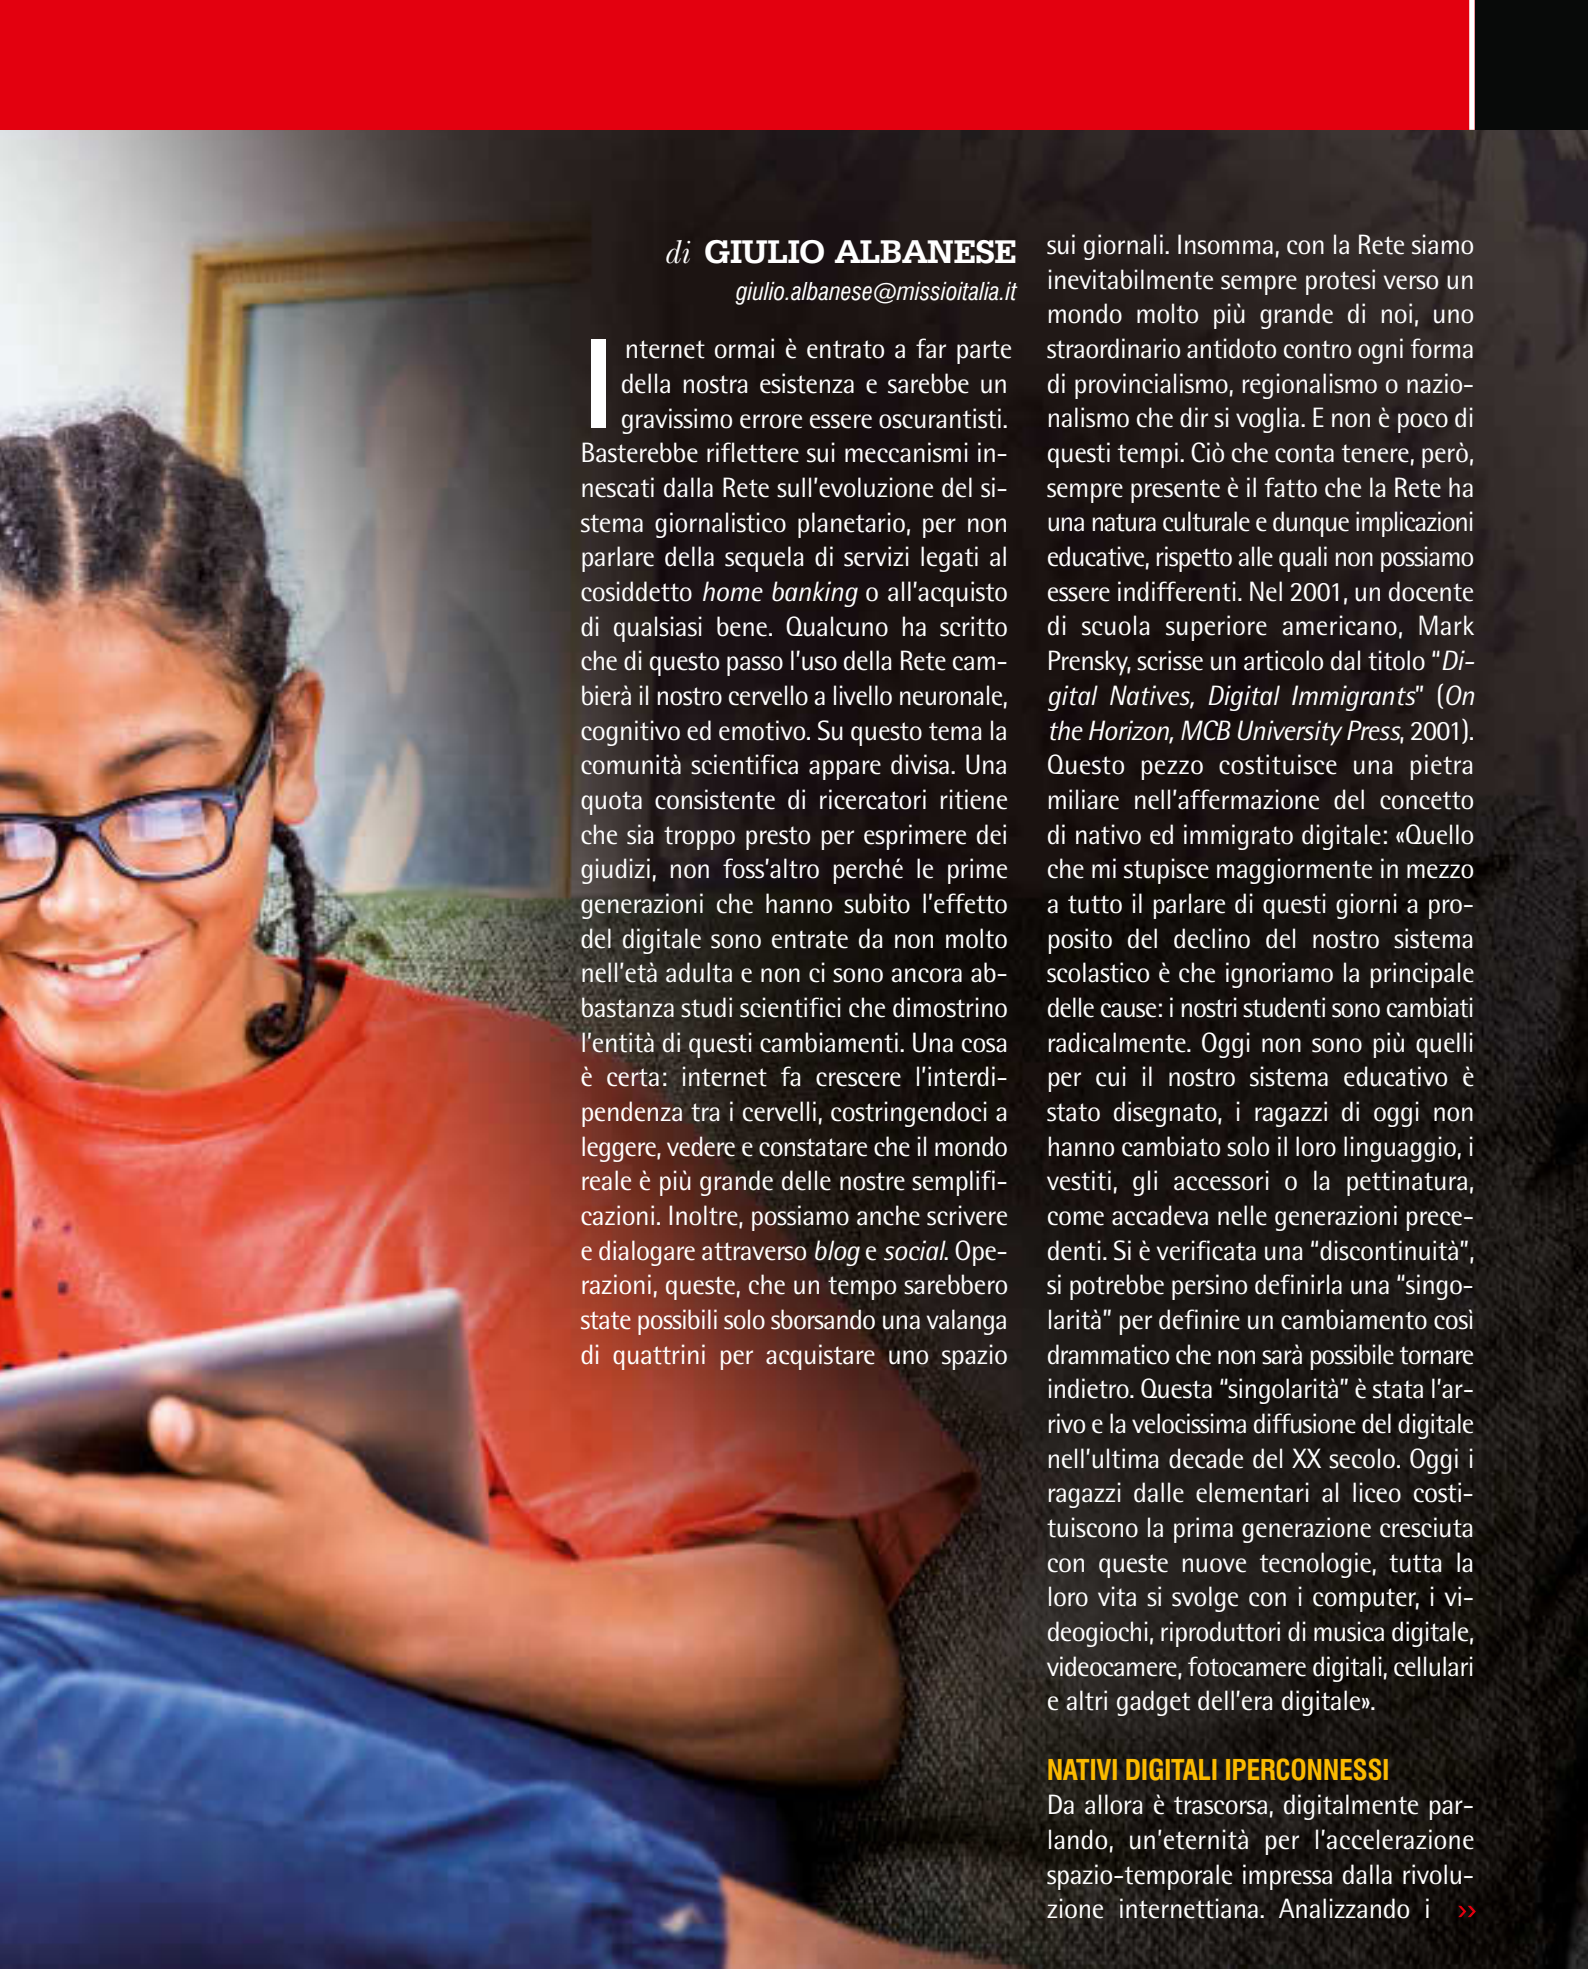 di GIULIO ALBANESE
giulio.albanese@missioitalia.it
Internet ormai è entrato a far parte
della nostra esistenza e sarebbe un
gravissimo errore essere oscurantisti.
Basterebbe riflettere sui meccanismi in-
nescati dalla Rete sull'evoluzione del si-
stema giornalistico planetario, per non
parlare della sequela di servizi legati al
cosiddetto home banking o all'acquisto
di qualsiasi bene. Qualcuno ha scritto
che di questo passo l'uso della Rete cam-
bierà il nostro cervello a livello neuronale,
cognitivo ed emotivo. Su questo tema la
comunità scientifica appare divisa. Una
quota consistente di ricercatori ritiene
che sia troppo presto per esprimere dei
giudizi, non foss'altro perché le prime
generazioni che hanno subito l'effetto
del digitale sono entrate da non molto
nell'età adulta e non ci sono ancora ab-
bastanza studi scientifici che dimostrino
l'entità di questi cambiamenti. Una cosa
è certa: internet fa crescere l'interdi-
pendenza tra i cervelli, costringendoci a
leggere, vedere e constatare che il mondo
reale è più grande delle nostre semplifi-
cazioni. Inoltre, possiamo anche scrivere
e dialogare attraverso blog e social. Ope-
razioni, queste, che un tempo sarebbero
state possibili solo sborsando una valanga
di quattrini per acquistare uno spazio
sui giornali. Insomma, con la Rete siamo
inevitabilmente sempre protesi verso un
mondo molto più grande di noi, uno
straordinario antidoto contro ogni forma
di provincialismo, regionalismo o nazio-
nalismo che dir si voglia. E non è poco di
questi tempi. Ciò che conta tenere, però,
sempre presente è il fatto che la Rete ha
una natura culturale e dunque implicazioni
educative, rispetto alle quali non possiamo
essere indifferenti. Nel 2001, un docente
di scuola superiore americano, Mark
Prensky, scrisse un articolo dal titolo "Di-
gital Natives, Digital Immigrants" (On
the Horizon, MCB University Press, 2001).
Questo pezzo costituisce una pietra
miliare nell'affermazione del concetto
di nativo ed immigrato digitale: «Quello
che mi stupisce maggiormente in mezzo
a tutto il parlare di questi giorni a pro-
posito del declino del nostro sistema
scolastico è che ignoriamo la principale
delle cause: i nostri studenti sono cambiati
radicalmente. Oggi non sono più quelli
per cui il nostro sistema educativo è
stato disegnato, i ragazzi di oggi non
hanno cambiato solo il loro linguaggio, i
vestiti, gli accessori o la pettinatura,
come accadeva nelle generazioni prece-
denti. Si è verificata una "discontinuità",
si potrebbe persino definirla una "singo-
larità" per definire un cambiamento così
drammatico che non sarà possibile tornare
indietro. Questa "singolarità" è stata l'ar-
rivo e la velocissima diffusione del digitale
nell'ultima decade del XX secolo. Oggi i
ragazzi dalle elementari al liceo costi-
tuiscono la prima generazione cresciuta
con queste nuove tecnologie, tutta la
loro vita si svolge con i computer, i vi-
deogiochi, riproduttori di musica digitale,
videocamere, fotocamere digitali, cellulari
e altri gadget dell'era digitale».
NATIVI DIGITALI IPERCONNESSI
Da allora è trascorsa, digitalmente par-
lando, un'eternità per l'accelerazione
spazio-temporale impressa dalla rivolu-
zione internettiana. Analizzando i »